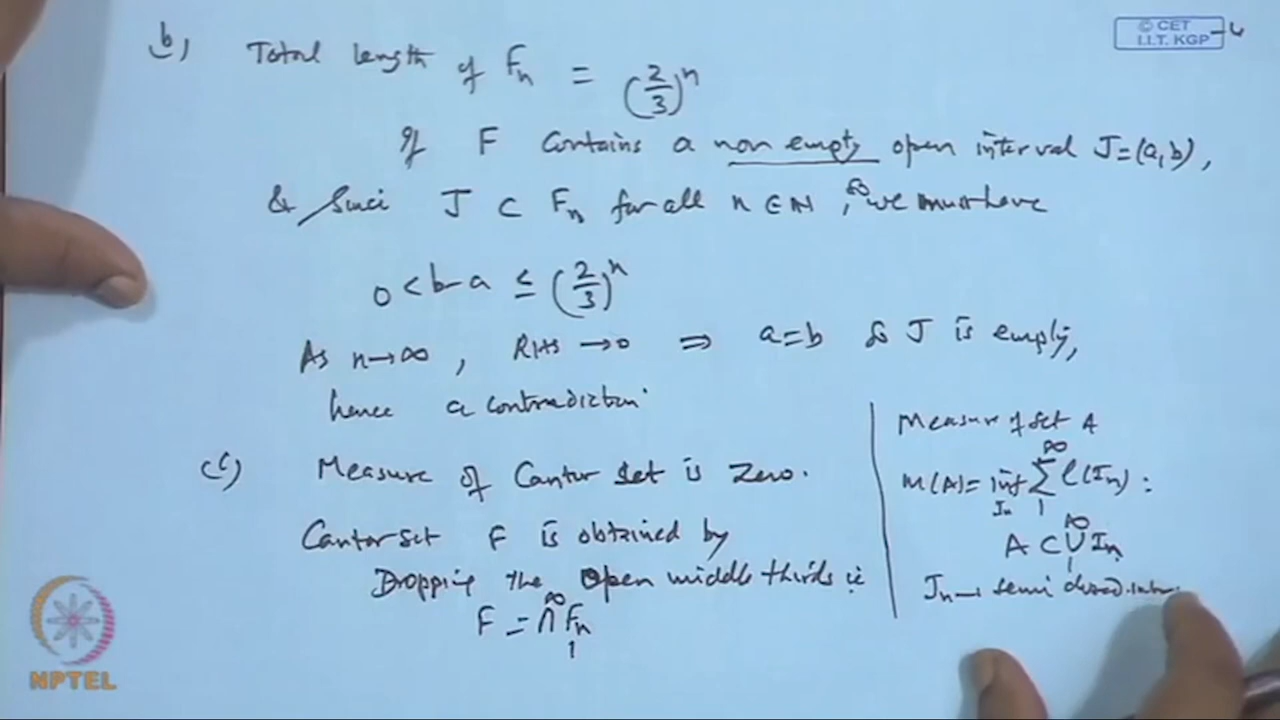 © CET
I.I.T. KGP
b) Total length of Fn = (2/3)^n
If F contains a non empty open interval J=(a,b),
& Since J ⊂ Fn for all n ∈ N, so we must have
0 < b-a ≤ (2/3)^n
As n→∞, RHS →0 ⇒ a=b so J is empty,
hence a contradiction.
(c) Measure of Cantor set is Zero.
Cantor set F is obtained by
Dropping the open middle thirds ie
F = ∩_1^∞ Fn
Measure of set A
m(A)= inf_{In} Σ_1^∞ l(In) :
A ⊂ ∪_1^∞ In
In → semi closed
NPTEL